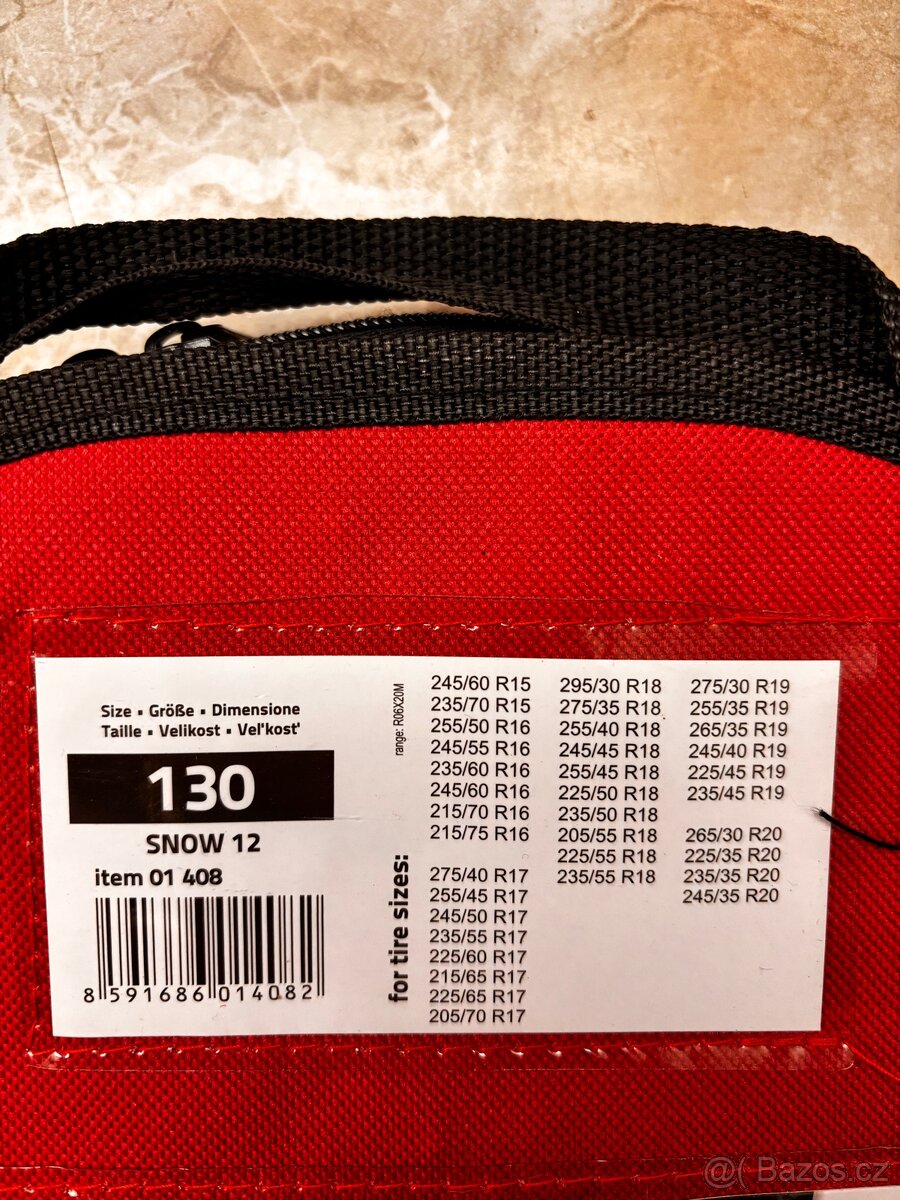 Size • Größe • Dimensione
Taille • Velikost • Vel'kost'
130
SNOW 12
item 01 408
8 591686 014082
range: R06X20M
for tire sizes:
245/60 R15
235/70 R15
255/50 R16
245/55 R16
235/60 R16
245/60 R16
215/70 R16
215/75 R16
275/40 R17
255/45 R17
245/50 R17
235/55 R17
225/60 R17
215/65 R17
225/65 R17
205/70 R17
295/30 R18
275/35 R18
255/40 R18
245/45 R18
255/45 R18
225/50 R18
235/50 R18
205/55 R18
225/55 R18
235/55 R18
275/30 R19
255/35 R19
265/35 R19
245/40 R19
225/45 R19
235/45 R19
265/30 R20
225/35 R20
235/35 R20
245/35 R20
@( Bazos.cz